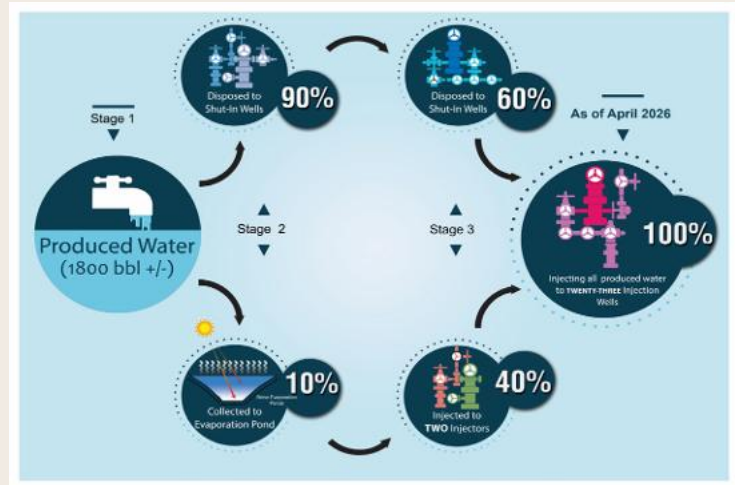 Stage 1
Produced Water
(1800 bbl +/-)
Disposed to
Shut-In Wells
90%
Stage 2
Collected to
Evaporation Pond
10%
Disposed to
Shut-In Wells
60%
Stage 3
Injected to
TWO Injectors
40%
As of April 2026
100%
Injecting all produced water
to TWENTY-THREE Injection
Wells